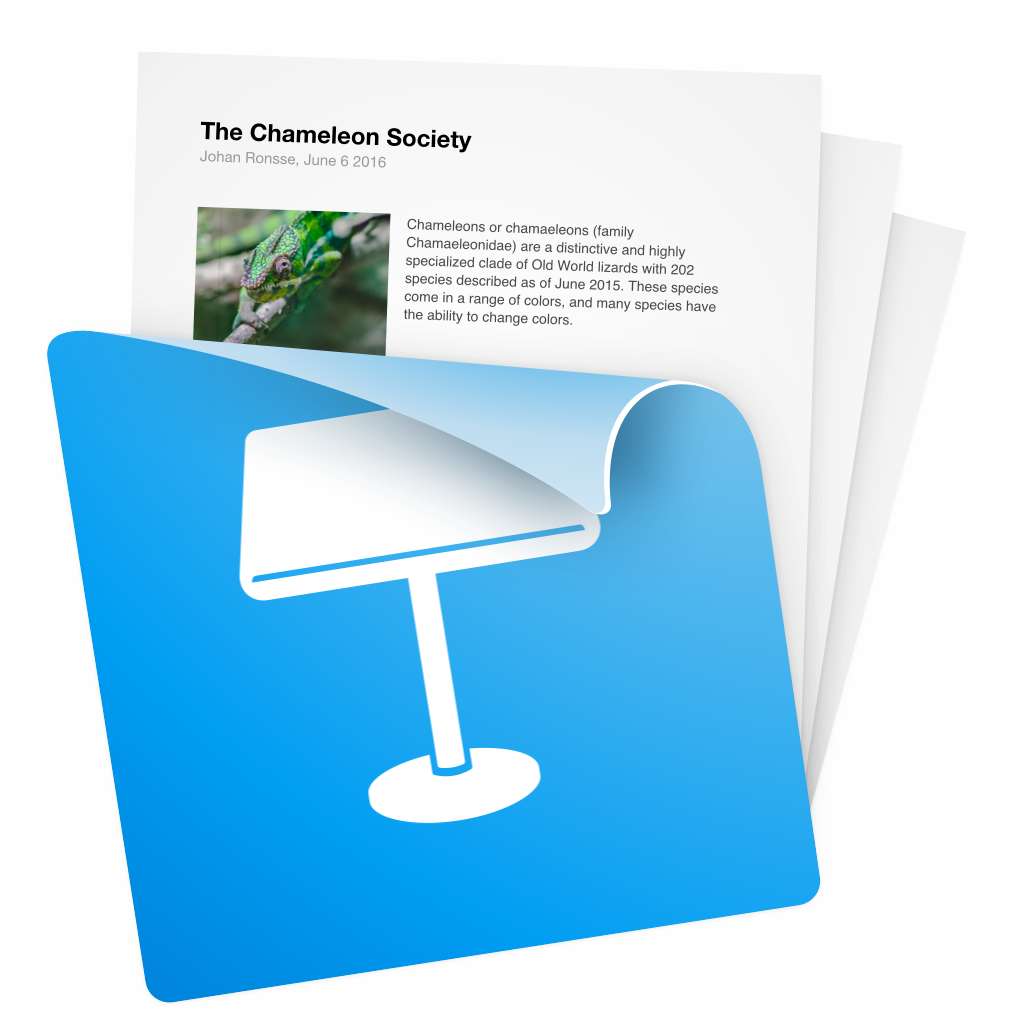 The Chameleon Society
Johan Ronsse, June 6 2016
Chameleons or chamaeleons (family
Chamaeleonidae) are a distinctive and highly
specialized clade of Old World lizards with 202
species described as of June 2015. These species
come in a range of colors, and many species have
the ability to change colors.